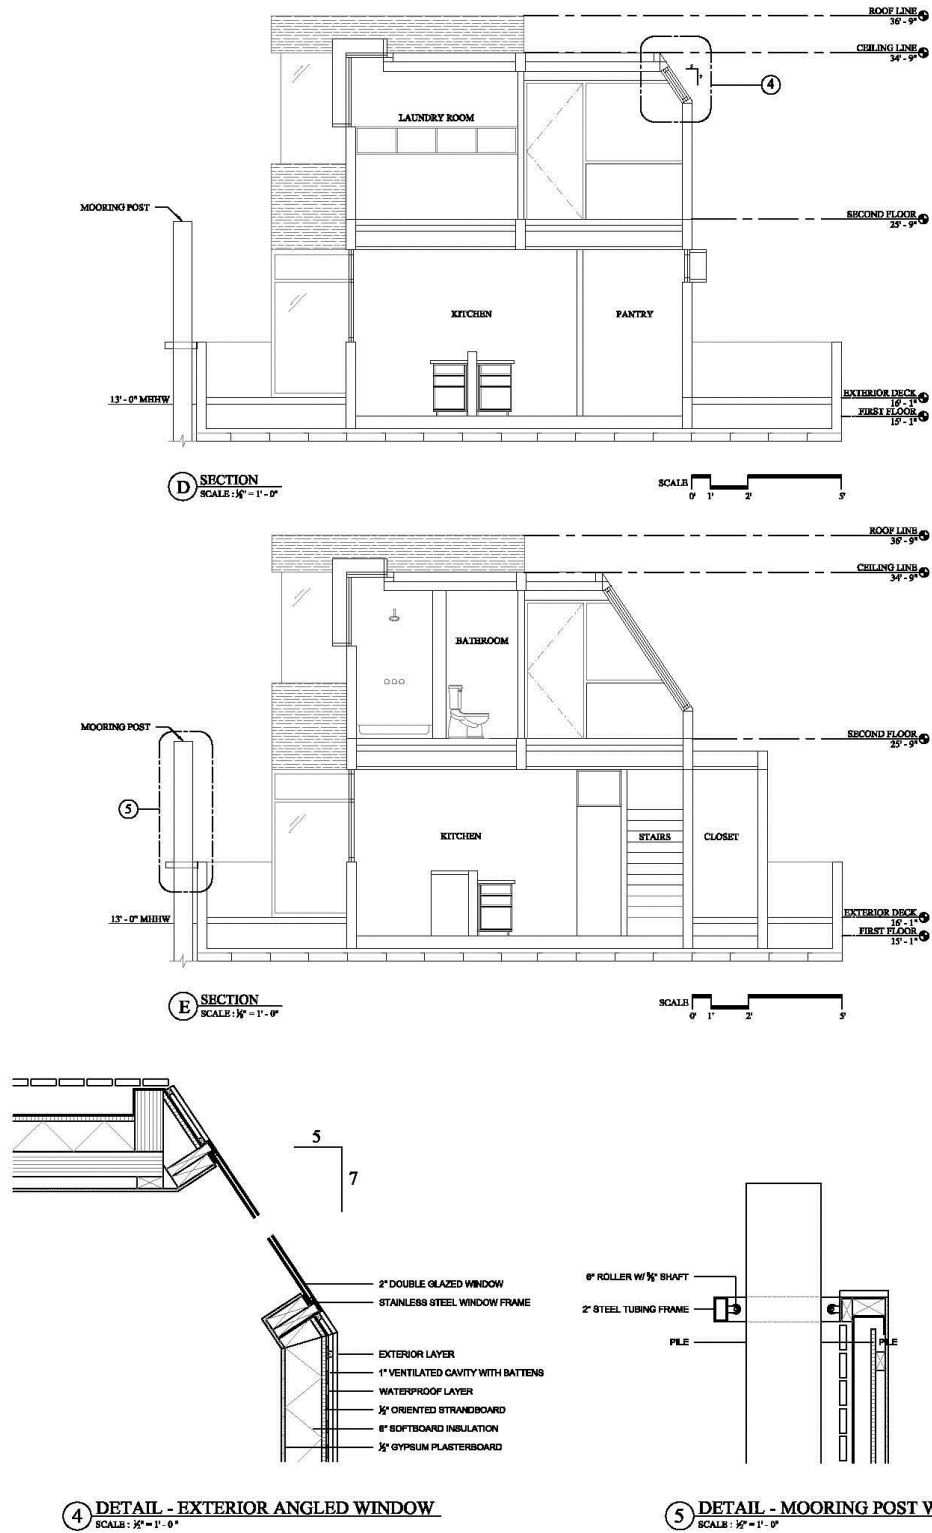 ROOF LINE
36' - 9"
CEILING LINE
34' - 9"
5
7
4
LAUNDRY ROOM
MOORING POST
SECOND FLOOR
25' - 9"
KITCHEN
PANTRY
13' - 0" MHHW
EXTERIOR DECK
16' - 1"
FIRST FLOOR
15' - 1"
D SECTION
SCALE : ⅛" = 1' - 0"
SCALE
0' 1' 2' 5'
ROOF LINE
36' - 9"
CEILING LINE
34' - 9"
BATHROOM
MOORING POST
SECOND FLOOR
25' - 9"
5
KITCHEN
STAIRS
CLOSET
13' - 0" MHHW
EXTERIOR DECK
16' - 1"
FIRST FLOOR
15' - 1"
E SECTION
SCALE : ⅛" = 1' - 0"
SCALE
0' 1' 2' 5'
5
7
2" DOUBLE GLAZED WINDOW
STAINLESS STEEL WINDOW FRAME
EXTERIOR LAYER
1" VENTILATED CAVITY WITH BATTENS
WATERPROOF LAYER
½" ORIENTED STRANDBOARD
6" SOFTBOARD INSULATION
½" GYPSUM PLASTERBOARD
4 DETAIL - EXTERIOR ANGLED WINDOW
SCALE : ½" = 1' - 0"
6" ROLLER W/ SHAFT
2" STEEL TUBING FRAME
PILE
PILE
5 DETAIL - MOORING POST W
SCALE : ½" = 1' - 0"